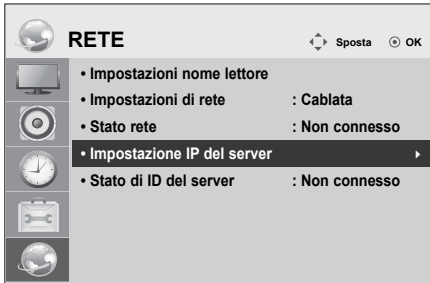 RETE Sposta OK
• Impostazioni nome lettore
• Impostazioni di rete : Cablata
• Stato rete : Non connesso
• Impostazione IP del server
• Stato di ID del server : Non connesso